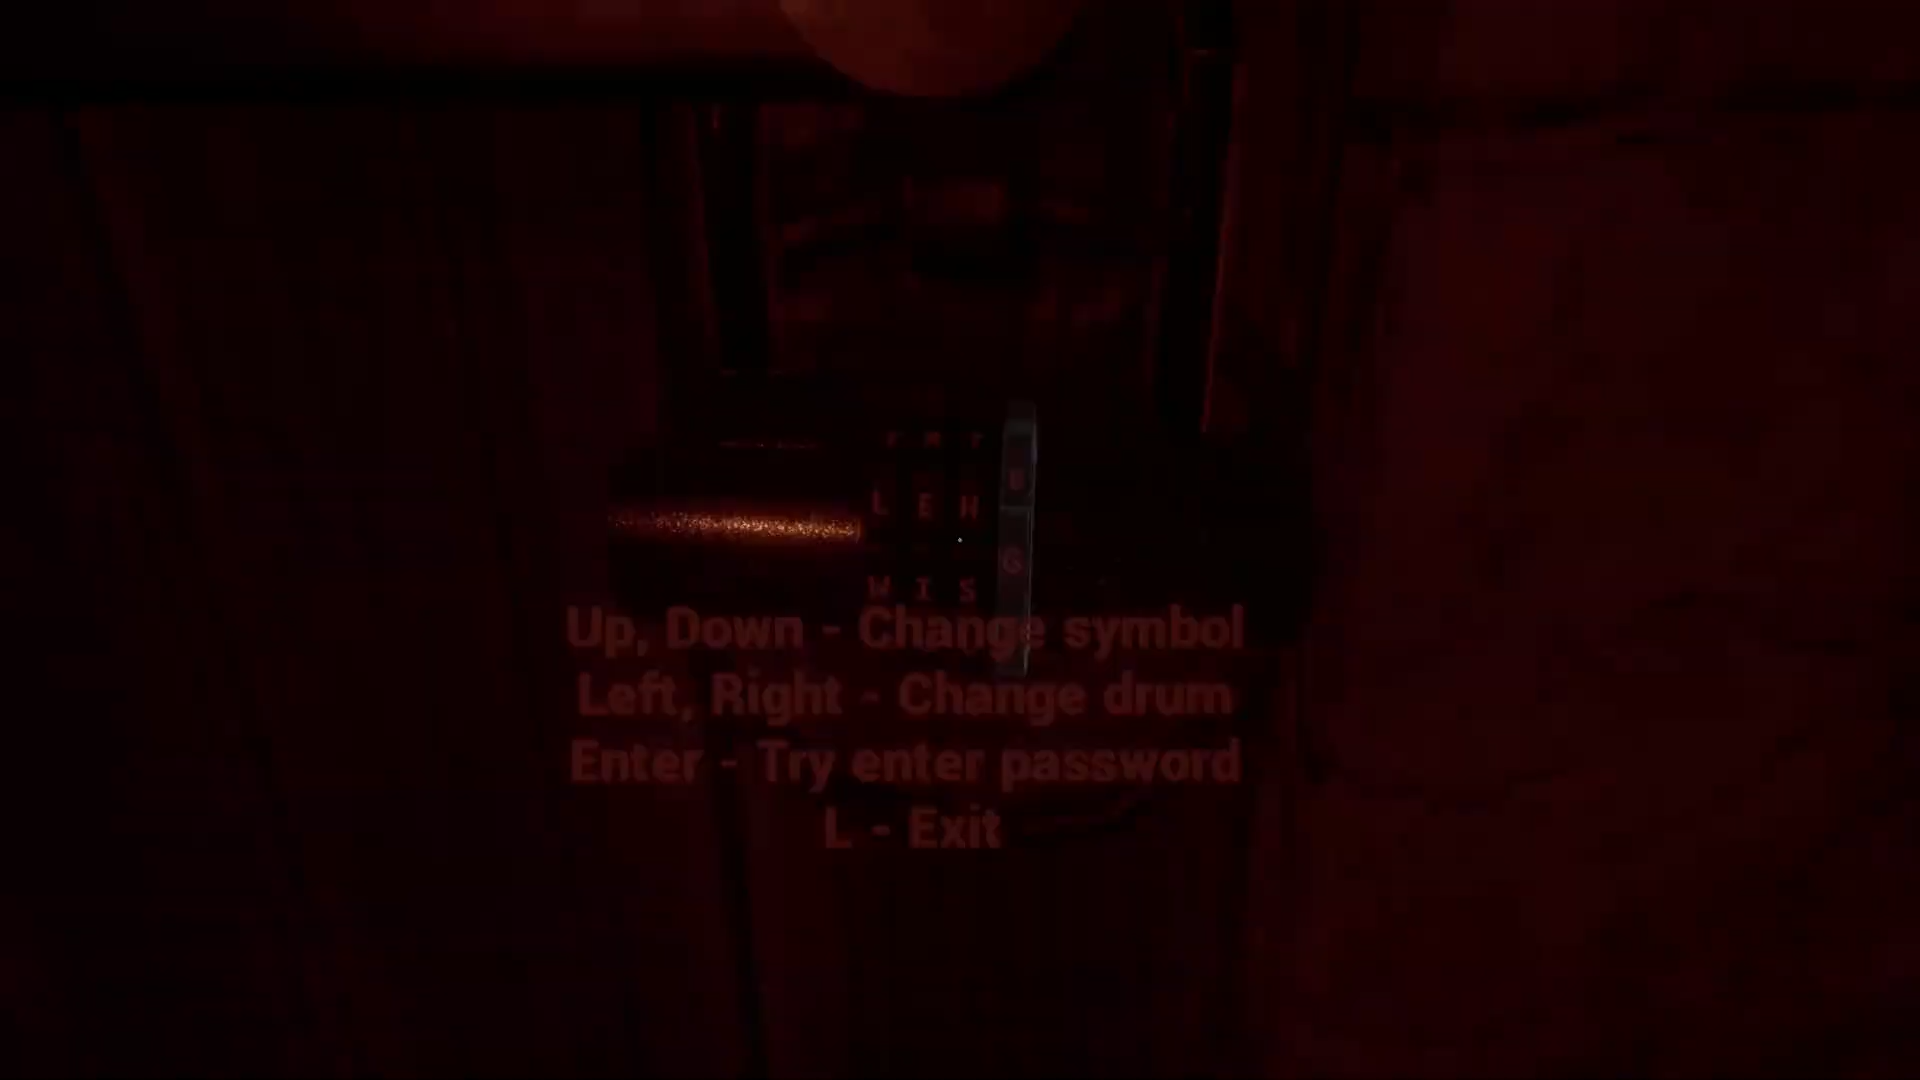 L E H
G
W I S
Up, Down - Change symbol
Left, Right - Change drum
Enter - Try enter password
L - Exit